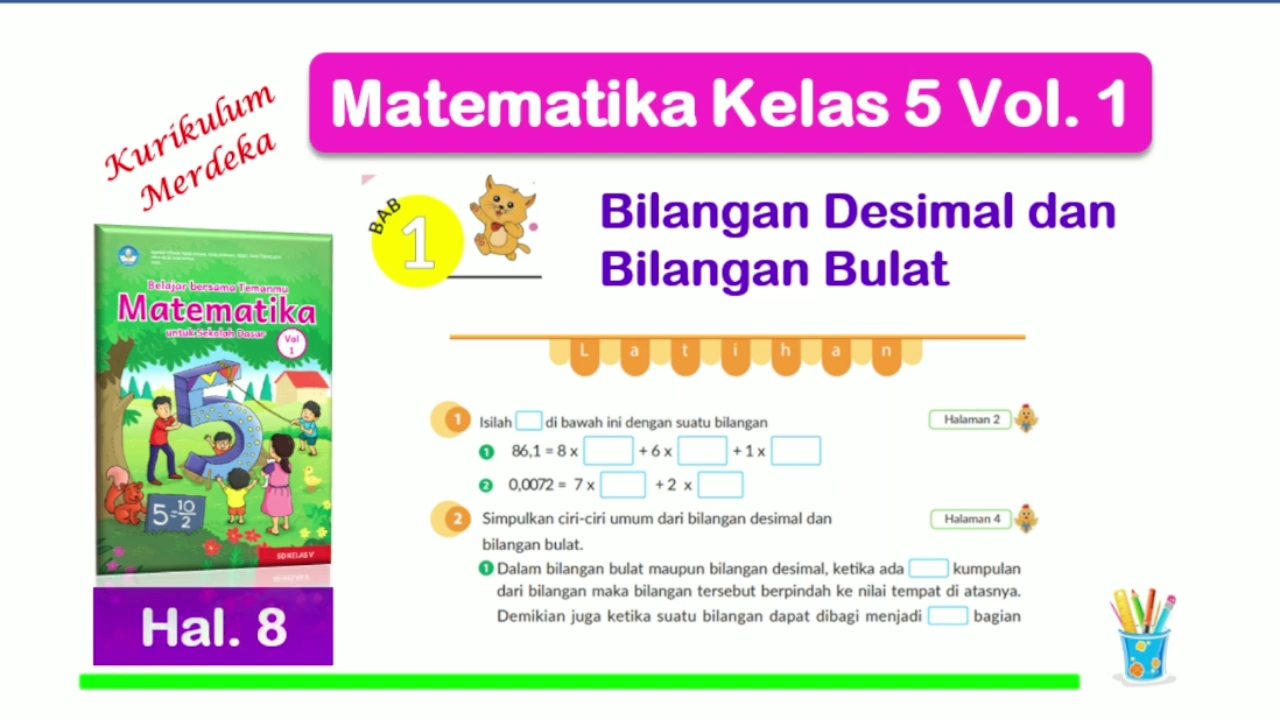 Kurikulum
Merdeka
Matematika Kelas 5 Vol. 1
BAB
1
Bilangan Desimal dan
Bilangan Bulat
Belajar bersama Temanmu
Matematika
untuk Sekolah Dasar
Vol
1
5=10/2
SD KELAS V
Hal. 8
Latihan
1 Isilah di bawah ini dengan suatu bilangan Halaman 2
1 86,1 = 8 x + 6 x + 1 x
2 0,0072 = 7 x + 2 x
2 Simpulkan ciri-ciri umum dari bilangan desimal dan Halaman 4
bilangan bulat.
1 Dalam bilangan bulat maupun bilangan desimal, ketika ada kumpulan
dari bilangan maka bilangan tersebut berpindah ke nilai tempat di atasnya.
Demikian juga ketika suatu bilangan dapat dibagi menjadi bagian